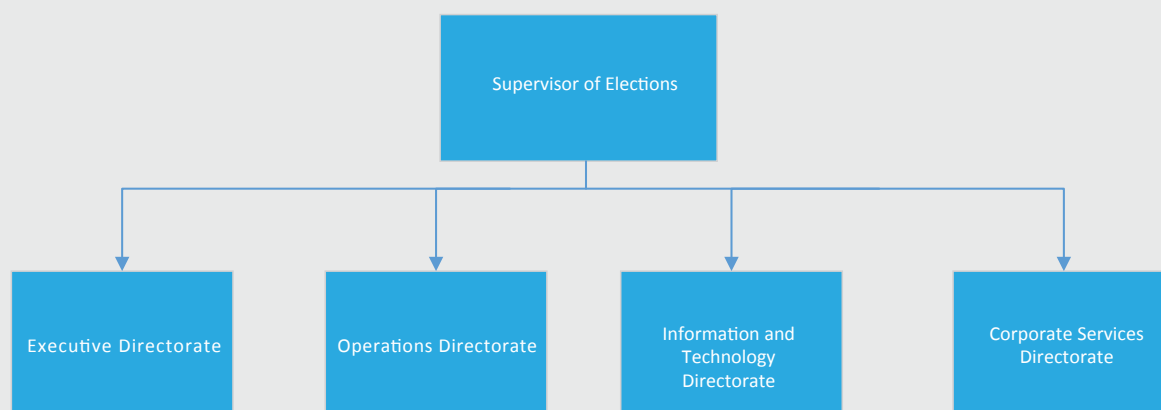 Supervisor of Elections
Executive Directorate
Operations Directorate
Information and
Technology
Directorate
Corporate Services
Directorate